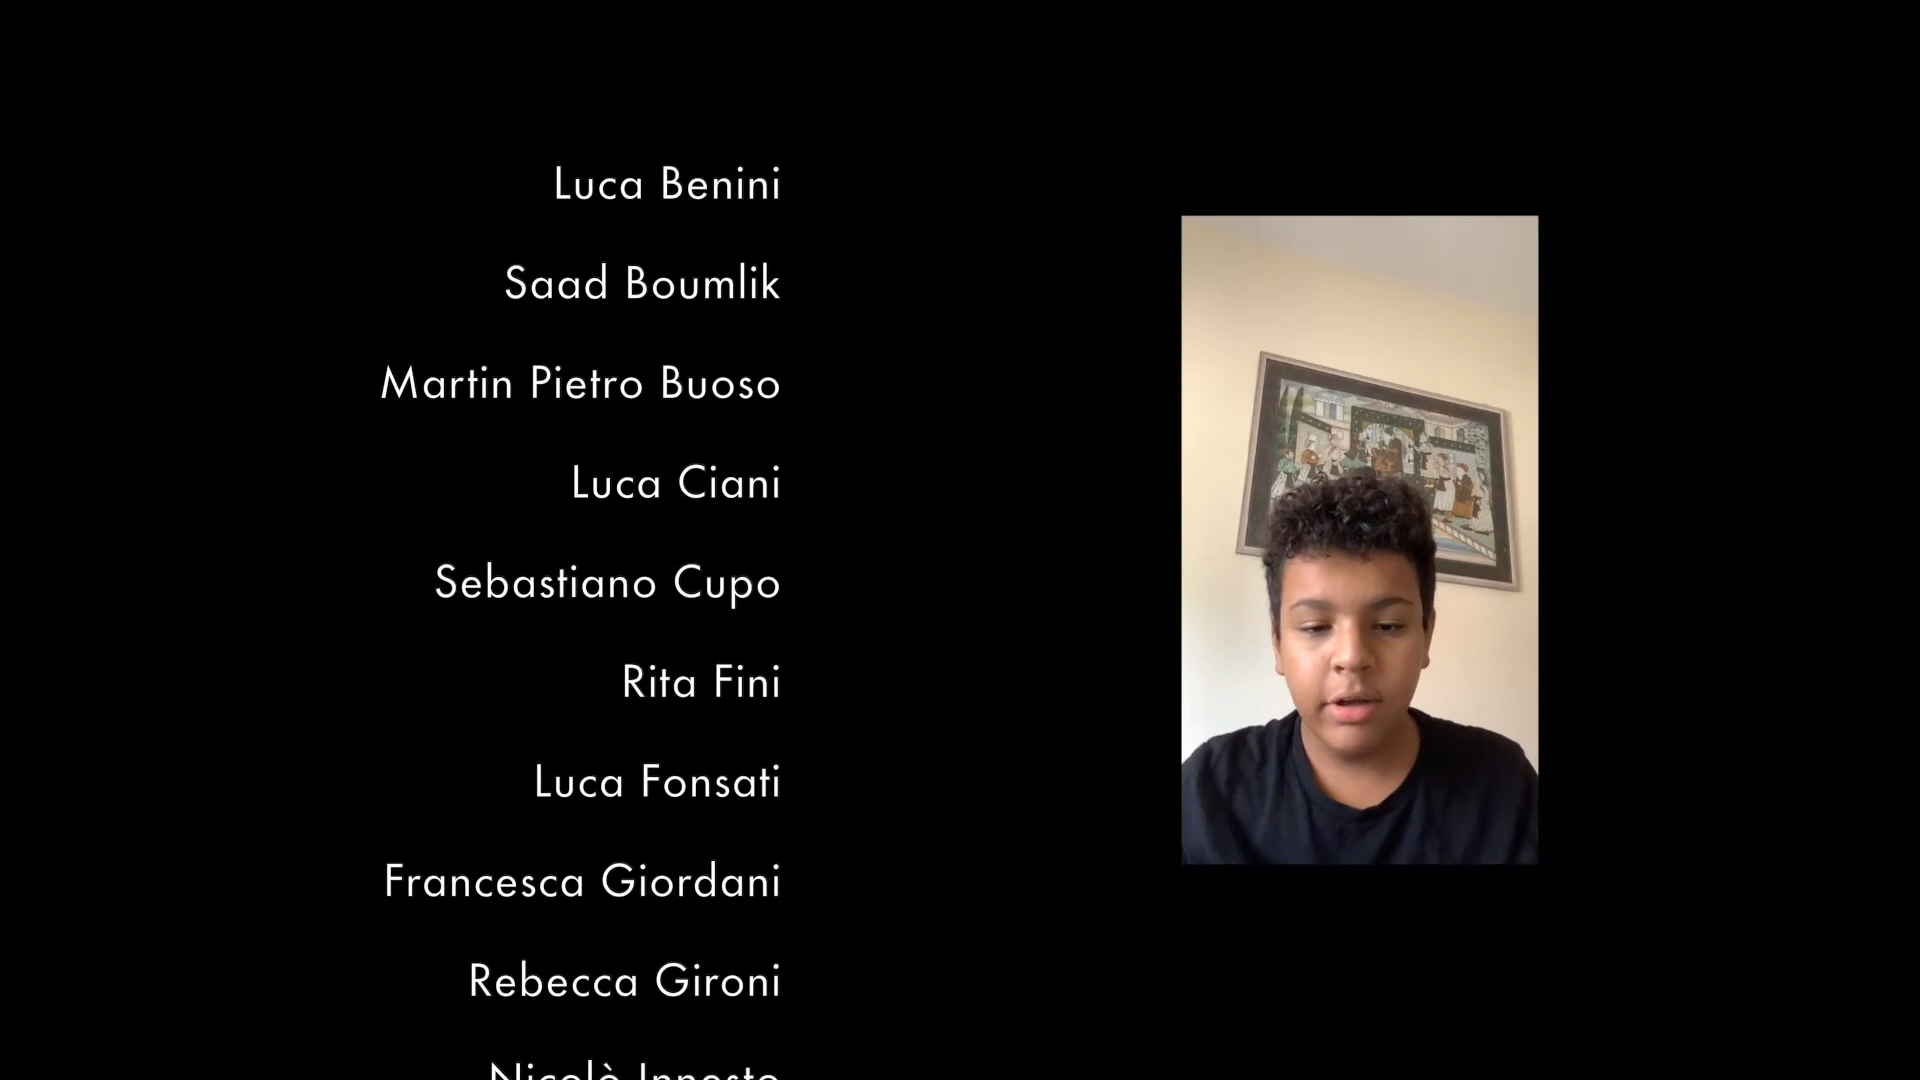 Luca Benini
Saad Boumlik
Martin Pietro Buoso
Luca Ciani
Sebastiano Cupo
Rita Fini
Luca Fonsati
Francesca Giordani
Rebecca Gironi
Nicolò